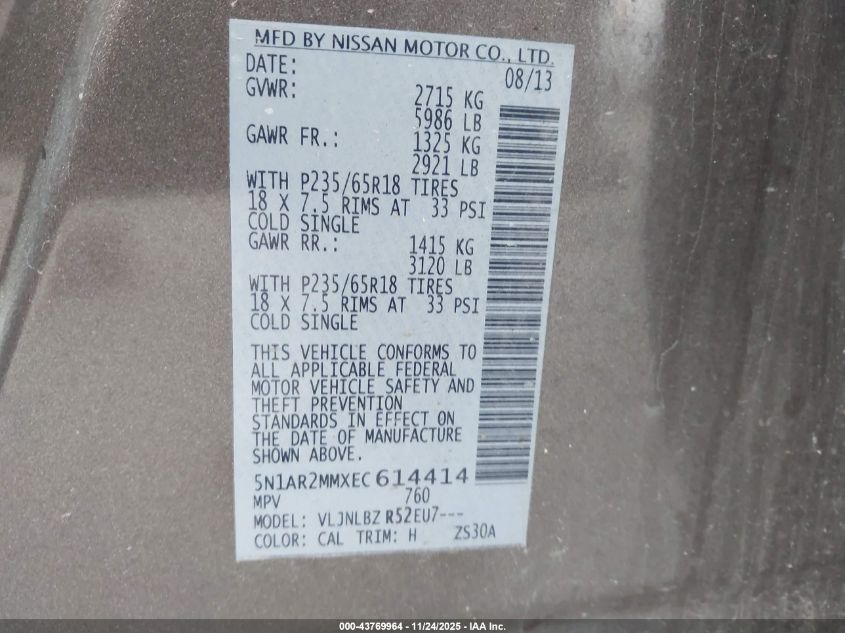 MFD BY NISSAN MOTOR CO., LTD.
DATE: 08/13
GVWR: 2715 KG
5986 LB
GAWR FR.: 1325 KG
2921 LB
WITH P235/65R18 TIRES
18 X 7.5 RIMS AT 33 PSI
COLD SINGLE
GAWR RR.: 1415 KG
3120 LB
WITH P235/65R18 TIRES
18 X 7.5 RIMS AT 33 PSI
COLD SINGLE
THIS VEHICLE CONFORMS TO
ALL APPLICABLE FEDERAL
MOTOR VEHICLE SAFETY AND
THEFT PREVENTION
STANDARDS IN EFFECT ON
THE DATE OF MANUFACTURE
SHOWN ABOVE.
5N1AR2MMXEC614414
MPV 760
MODEL: VLJNLBZ R52EU7---
COLOR: CAL TRIM: H ZS30A
000-43769964 - 11/24/2025 - IAA Inc.